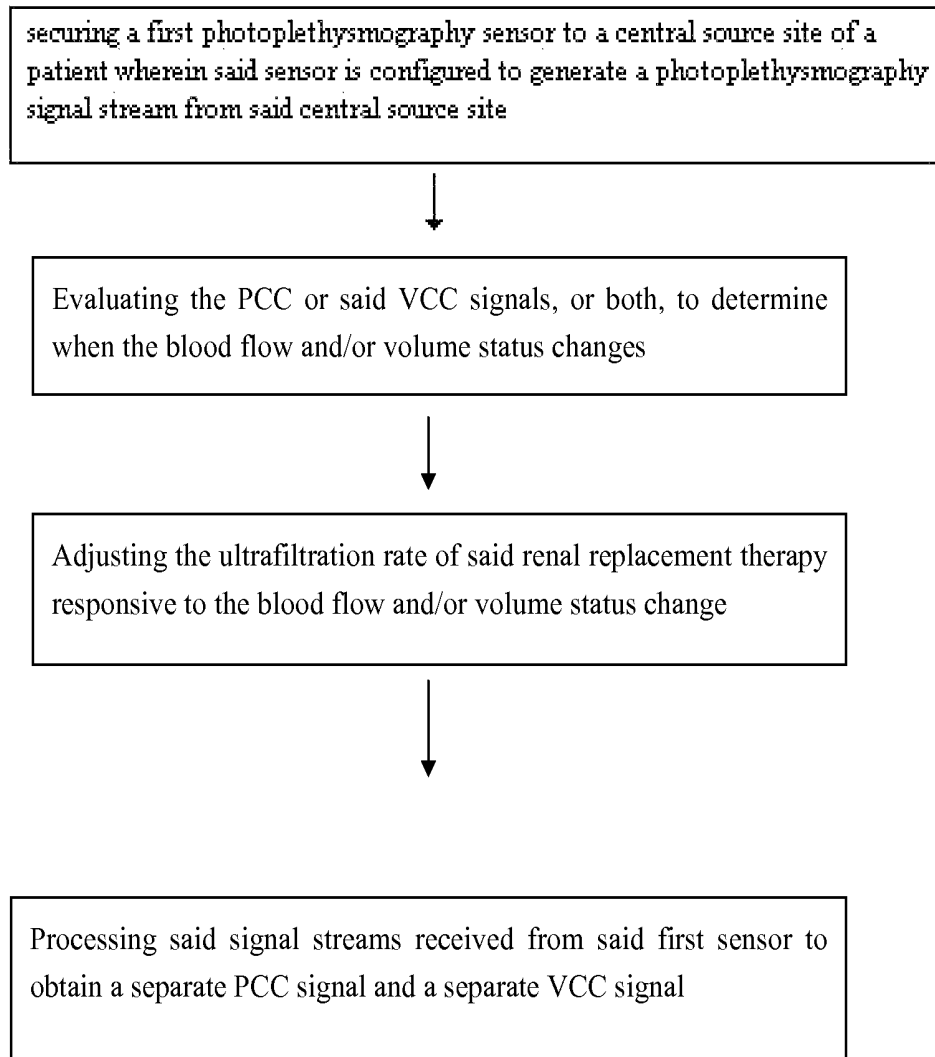 securing a first photoplethysmography sensor to a central source site of a
patient wherein said sensor is configured to generate a photoplethysmography
signal stream from said central source site
Evaluating the PCC or said VCC signals, or both, to determine
when the blood flow and/or volume status changes
Adjusting the ultrafiltration rate of said renal replacement therapy
responsive to the blood flow and/or volume status change
Processing said signal streams received from said first sensor to
obtain a separate PCC signal and a separate VCC signal